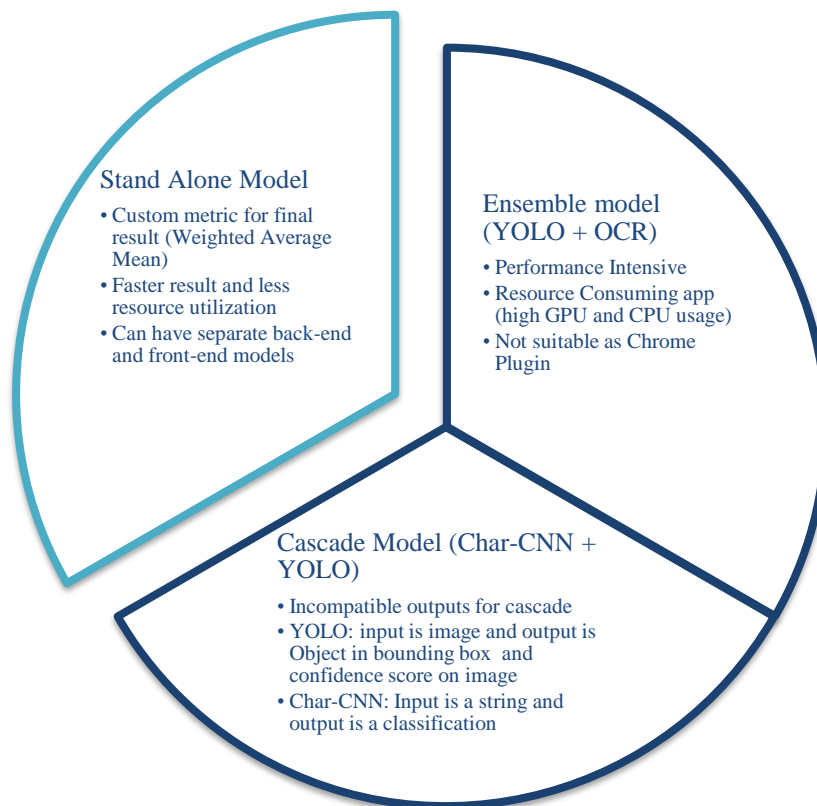 Stand Alone Model
• Custom metric for final
result (Weighted Average
Mean)
• Faster result and less
resource utilization
• Can have separate back-end
and front-end models
Ensemble model
(YOLO + OCR)
• Performance Intensive
• Resource Consuming app
(high GPU and CPU usage)
• Not suitable as Chrome
Plugin
Cascade Model (Char-CNN +
YOLO)
• Incompatible outputs for cascade
• YOLO: input is image and output is
Object in bounding box and
confidence score on image
• Char-CNN: Input is a string and
output is a classification